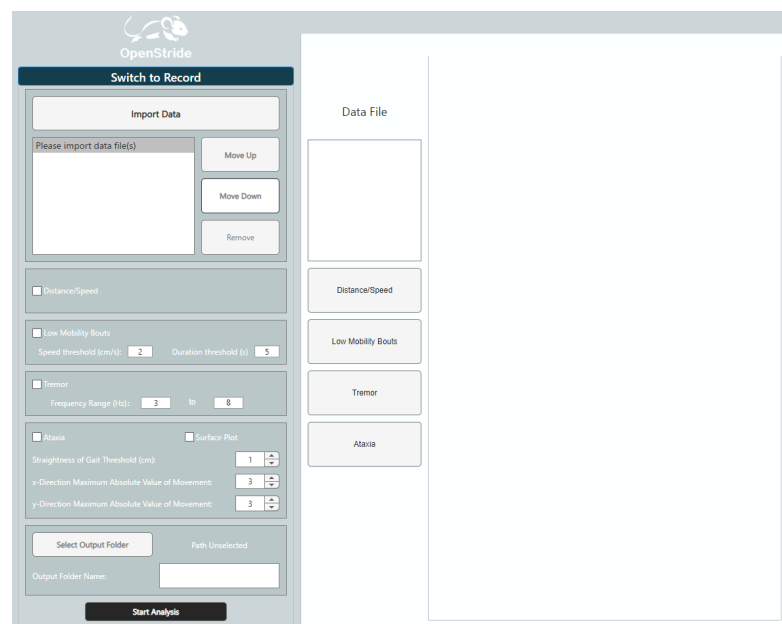 OpenStride
Switch to Record
Import Data
Please import data file(s)
Move Up
Move Down
Remove
Distance/Speed
Low Mobility Bouts
Speed threshold (cm/s): 2 Duration threshold (s) 5
Tremor
Frequency Range (Hz): 3 to 8
Ataxia Surface Plot
Straightness of Gait Threshold (cm): 1
x-Direction Maximum Absolute Value of Movement: 3
y-Direction Maximum Absolute Value of Movement: 3
Select Output Folder Path Unselected
Output Folder Name:
Start Analysis
Data File
Distance/Speed
Low Mobility Bouts
Tremor
Ataxia